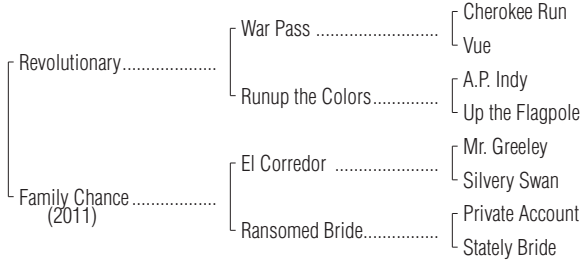 Cherokee Run
War Pass ..........................
Vue
Revolutionary....................
A.P. Indy
Runup the Colors..............
Up the Flagpole
Mr. Greeley
El Corredor ......................
Silvery Swan
Family Chance..................
(2011)
Private Account
Ransomed Bride................
Stately Bride